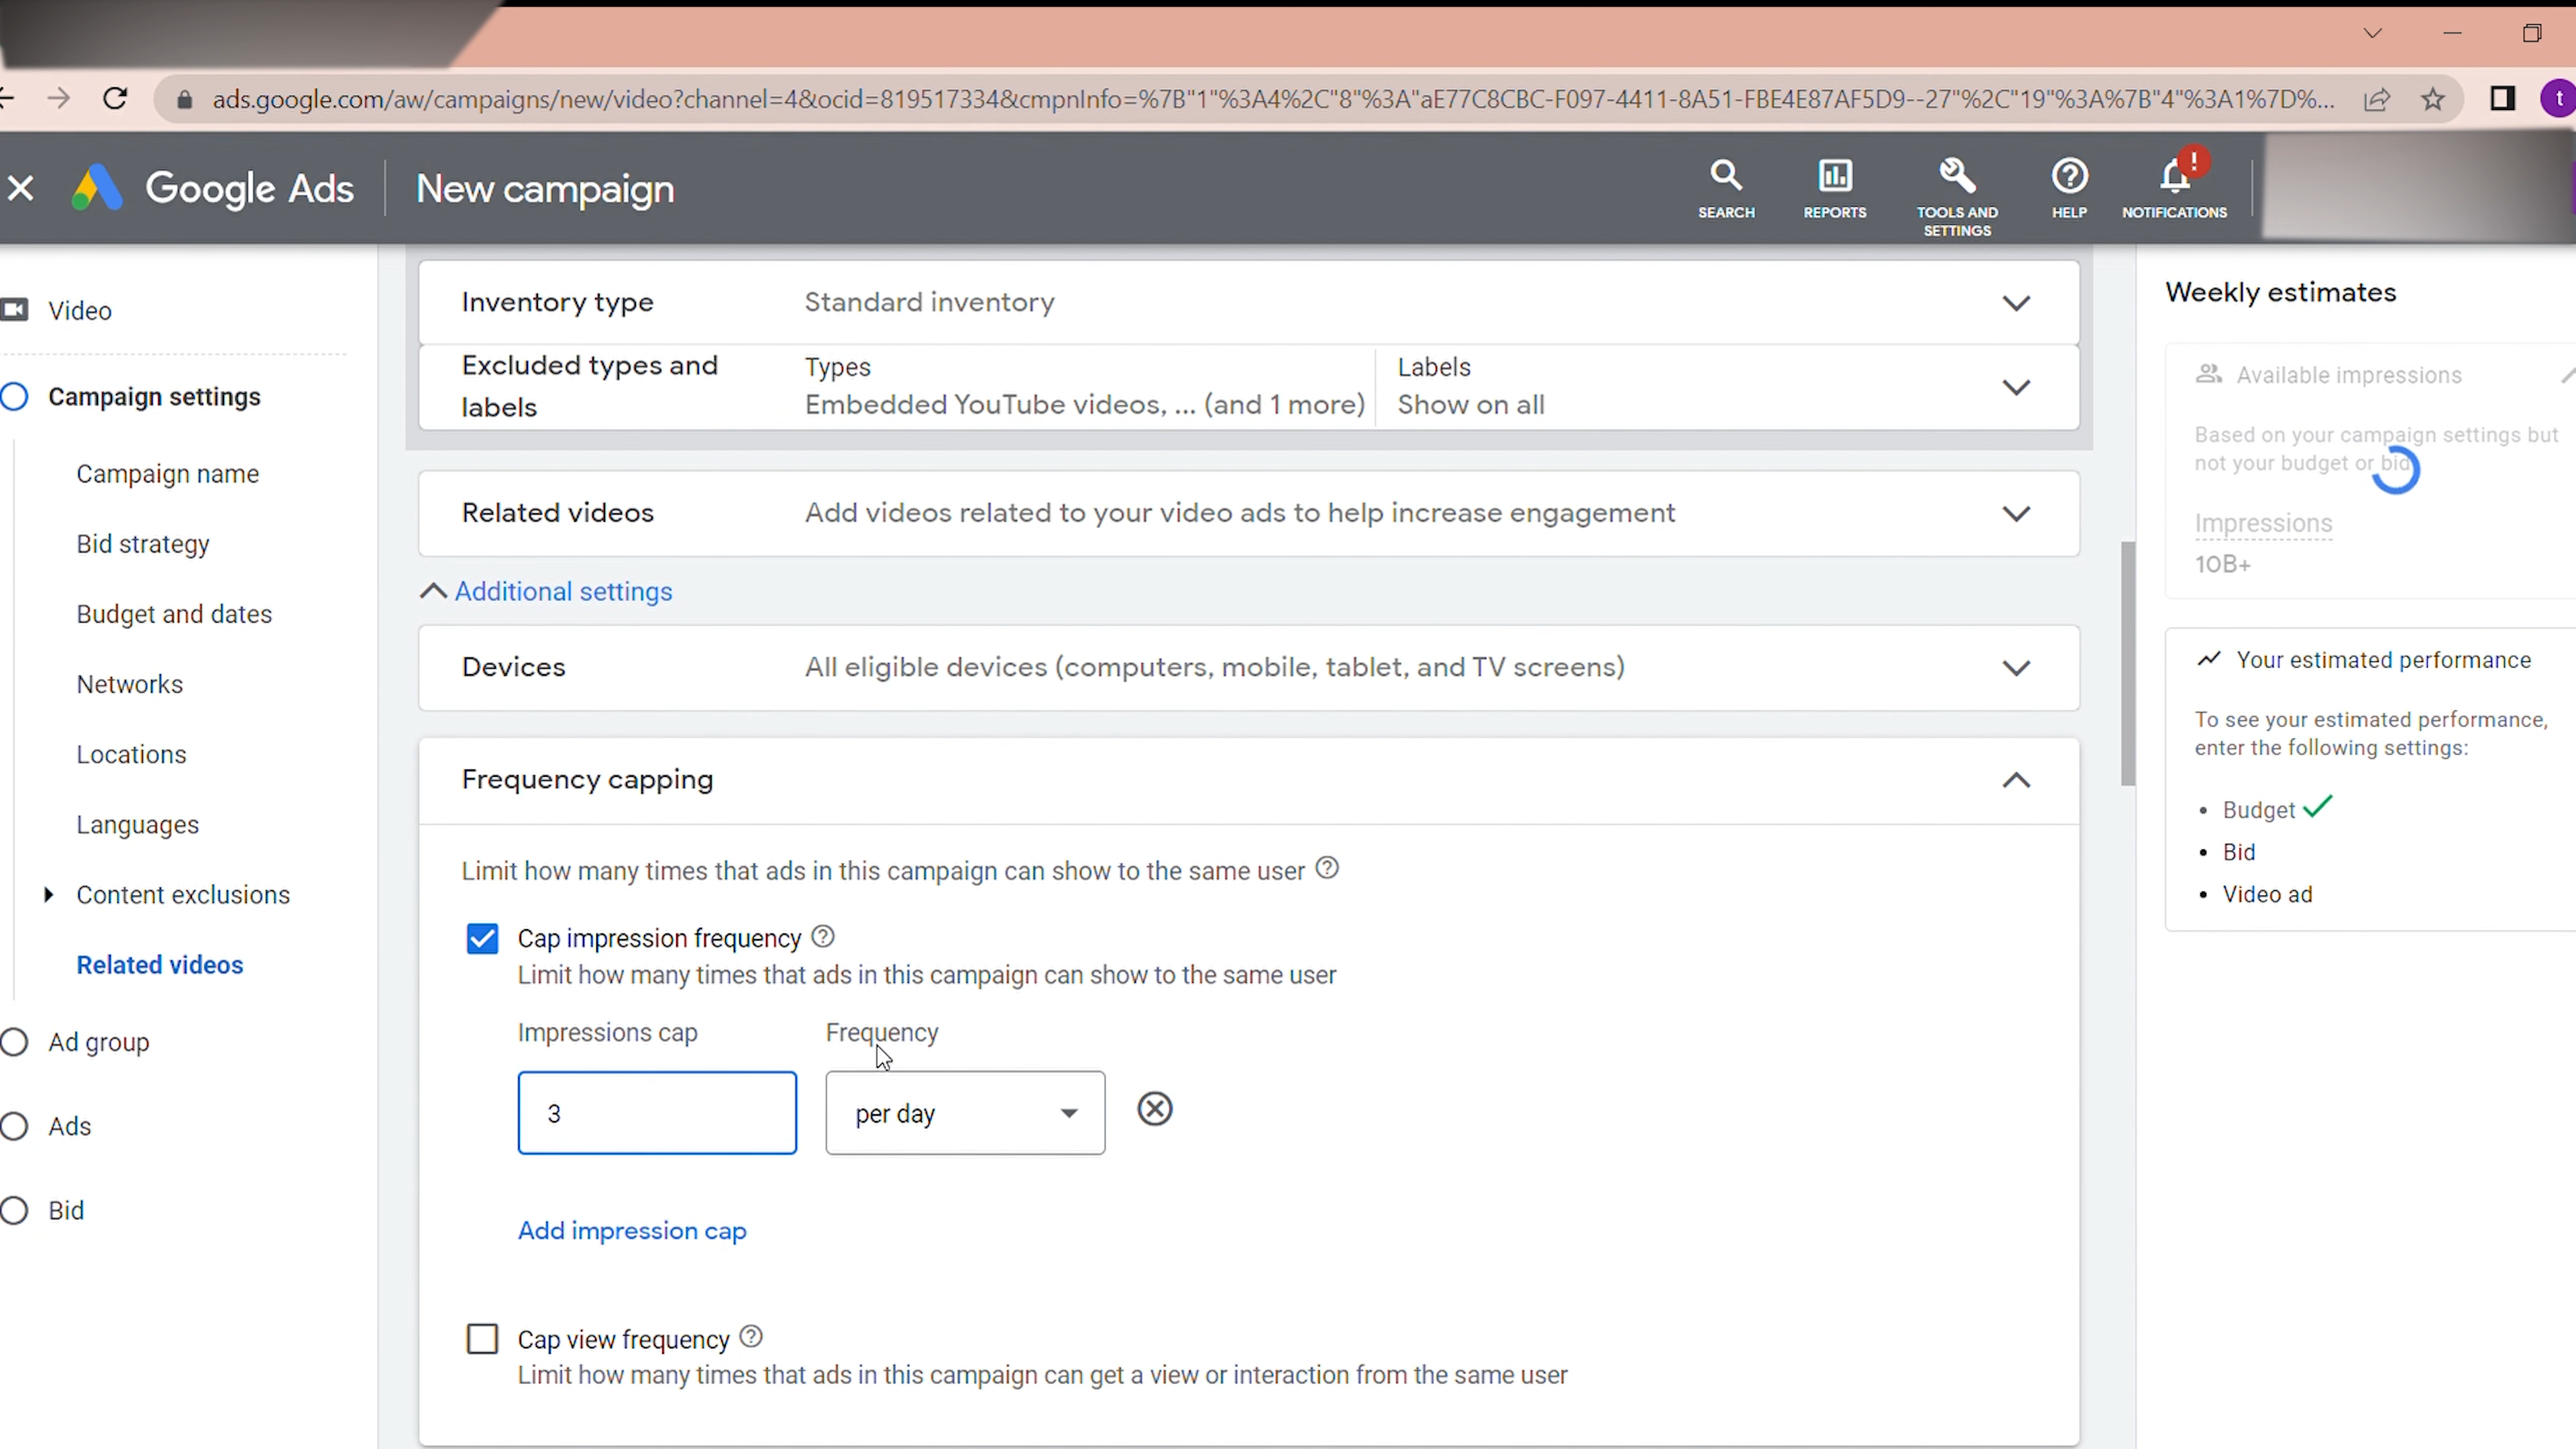 ads.google.com/aw/campaigns/new/video?channel=4&ocid=819517334&cmpnInfo=%7B"1"%3A4%2C"8"%3A"aE77C8CBC-F097-4411-8A51-FBE4E87AF5D9--27"%2C"19"%3A%7B"4"%3A1%7D%...
t
Google Ads
New campaign
SEARCH
REPORTS
TOOLS AND
SETTINGS
HELP
!
NOTIFICATIONS
Video
Campaign settings
Campaign name
Bid strategy
Budget and dates
Networks
Locations
Languages
Content exclusions
Related videos
Ad group
Ads
Bid
Inventory type
Standard inventory
Excluded types and
labels
Types
Embedded YouTube videos, ... (and 1 more)
Labels
Show on all
Related videos
Add videos related to your video ads to help increase engagement
Additional settings
Devices
All eligible devices (computers, mobile, tablet, and TV screens)
Frequency capping
Limit how many times that ads in this campaign can show to the same user
Cap impression frequency
Limit how many times that ads in this campaign can show to the same user
Impressions cap
Frequency
3
per day
Add impression cap
Cap view frequency
Limit how many times that ads in this campaign can get a view or interaction from the same user
Weekly estimates
Available impressions
Based on your campaign settings but
not your budget or bid
Impressions
10B+
Your estimated performance
To see your estimated performance,
enter the following settings:
• Budget
• Bid
• Video ad